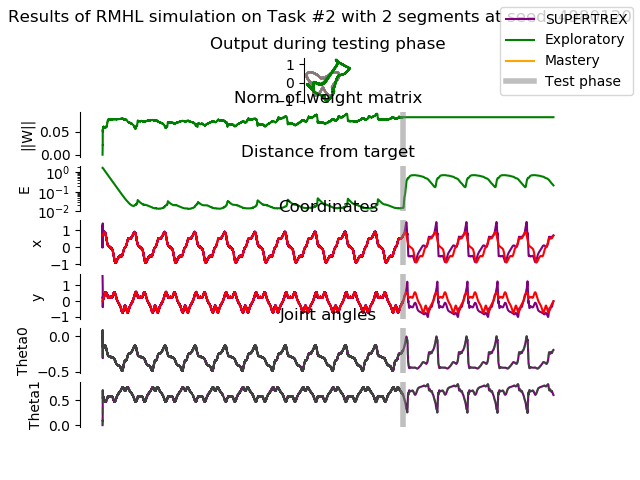 Results of RMHL simulation on Task #2 with 2 segments at
SUPERTREX
Exploratory
Mastery
Test phase
Output during testing phase
1
0
−1
Norm of weight matrix
||W||
0.05
0.00
Distance from target
E
10⁰
10⁻¹
10⁻²
Coordinates
x
1
0
−1
y
1
0
−1
Joint angles
Theta0
0.0
−0.5
Theta1
0.5
0.0